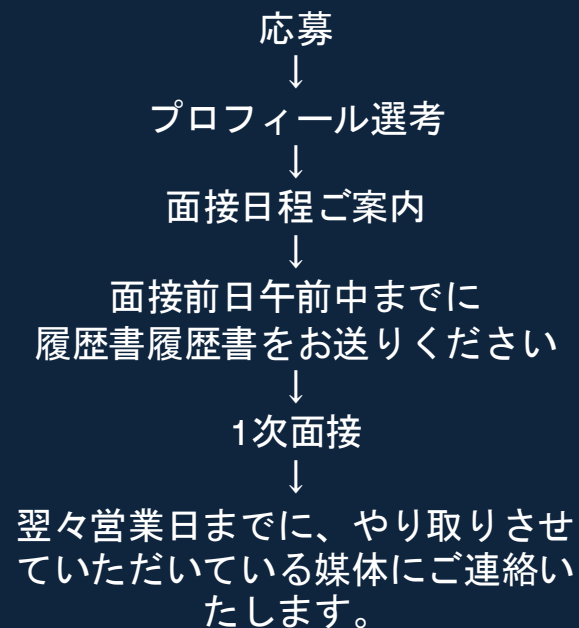 応募
↓
プロフィール選考
↓
面接日程ご案内
↓
面接前日午前中までに
履歴書履歴書をお送りください
↓
1次面接
↓
翌々営業日までに、やり取りさせ
ていただいている媒体にご連絡い
たします。